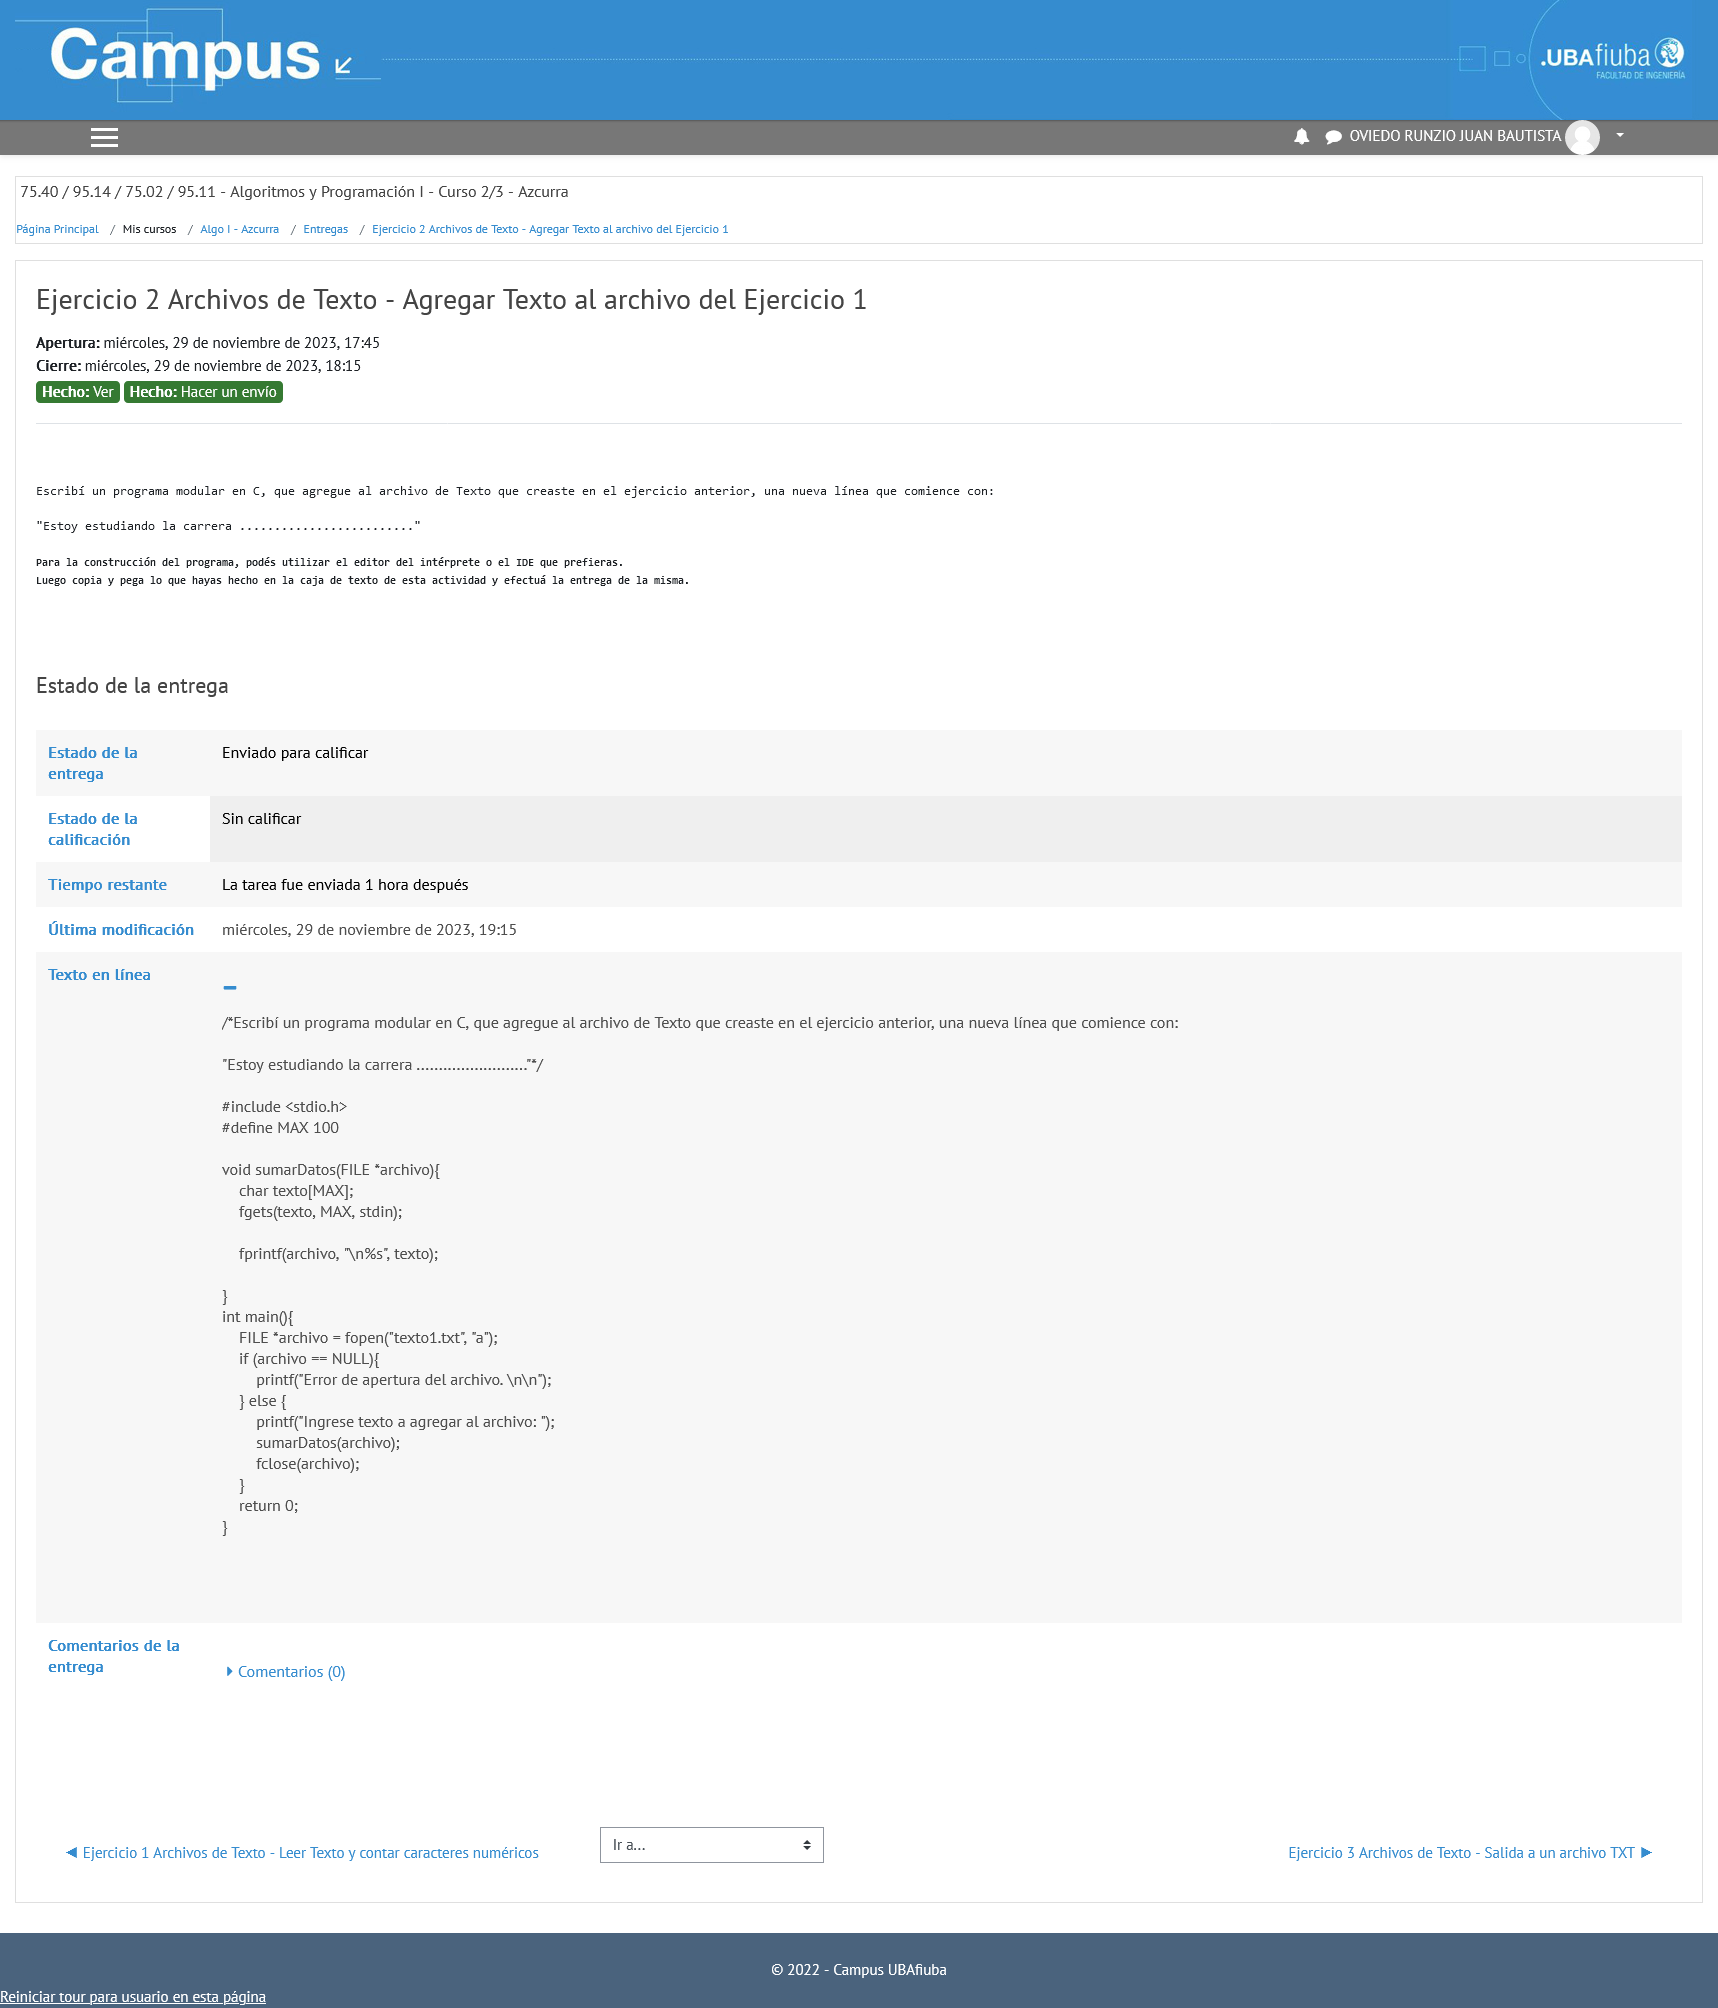 Campus
.UBAfiuba
FACULTAD DE INGENIERÍA
OVIEDO RUNZIO JUAN BAUTISTA
75.40 / 95.14 / 75.02 / 95.11 - Algoritmos y Programación I - Curso 2/3 - Azcurra
Página Principal / Mis cursos / Algo I - Azcurra / Entregas / Ejercicio 2 Archivos de Texto - Agregar Texto al archivo del Ejercicio 1
Ejercicio 2 Archivos de Texto - Agregar Texto al archivo del Ejercicio 1
Apertura: miércoles, 29 de noviembre de 2023, 17:45
Cierre: miércoles, 29 de noviembre de 2023, 18:15
Hecho: Ver Hecho: Hacer un envío
Escribí un programa modular en C, que agregue al archivo de Texto que creaste en el ejercicio anterior, una nueva línea que comience con:
"Estoy estudiando la carrera ........................."
Para la construcción del programa, podés utilizar el editor del intérprete o el IDE que prefieras.
Luego copia y pega lo que hayas hecho en la caja de texto de esta actividad y efectuá la entrega de la misma.
Estado de la entrega
Estado de la entrega Enviado para calificar
Estado de la calificación Sin calificar
Tiempo restante La tarea fue enviada 1 hora después
Última modificación miércoles, 29 de noviembre de 2023, 19:15
Texto en línea
/*Escribí un programa modular en C, que agregue al archivo de Texto que creaste en el ejercicio anterior, una nueva línea que comience con:
"Estoy estudiando la carrera ........................."*/
#include <stdio.h>
#define MAX 100
void sumarDatos(FILE *archivo){
    char texto[MAX];
    fgets(texto, MAX, stdin);
    fprintf(archivo, "\n%s", texto);
}
int main(){
    FILE *archivo = fopen("texto1.txt", "a");
    if (archivo == NULL){
        printf("Error de apertura del archivo. \n\n");
    } else {
        printf("Ingrese texto a agregar al archivo: ");
        sumarDatos(archivo);
        fclose(archivo);
    }
    return 0;
}
Comentarios de la entrega
Comentarios (0)
◀ Ejercicio 1 Archivos de Texto - Leer Texto y contar caracteres numéricos
Ir a...
Ejercicio 3 Archivos de Texto - Salida a un archivo TXT ▶
© 2022 - Campus UBAfiuba
Reiniciar tour para usuario en esta página